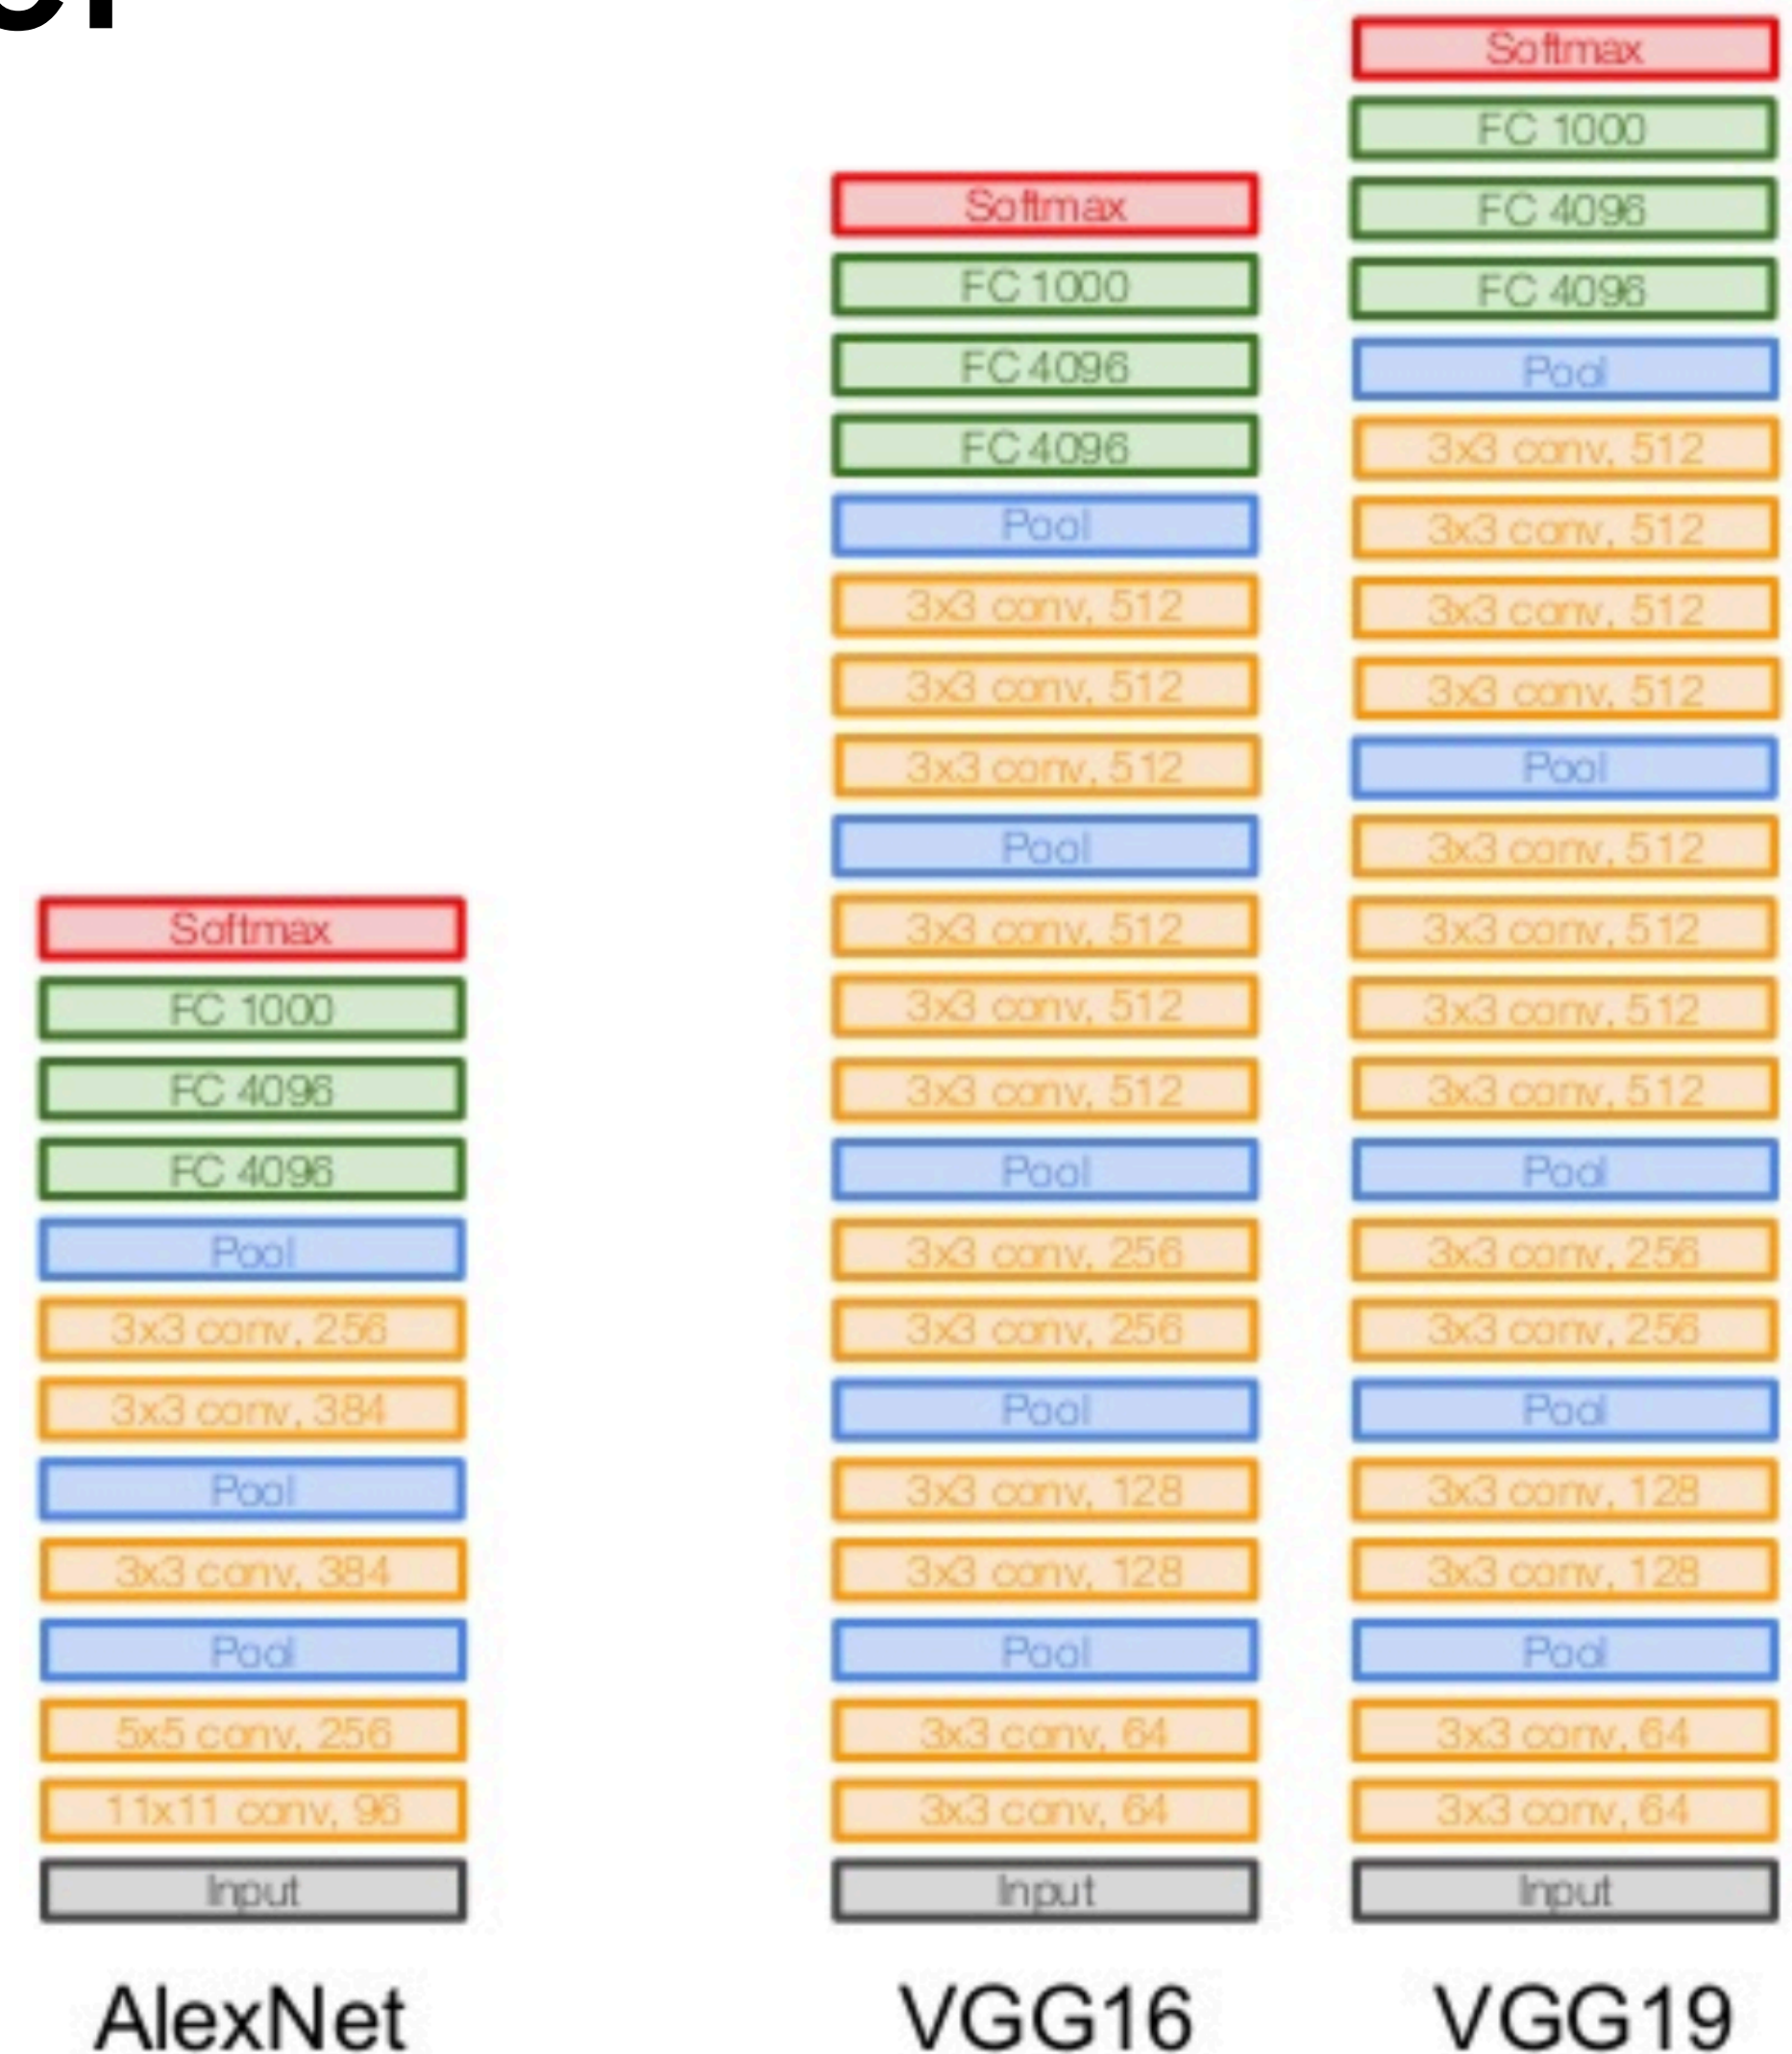 Softmax
FC 1000
FC 4096
FC 4096
Pool
3x3 conv, 256
3x3 conv, 384
Pool
3x3 conv, 384
Pool
5x5 conv, 256
11x11 conv, 96
Input
AlexNet
Softmax
FC 1000
FC 4096
FC 4096
Pool
3x3 conv, 512
3x3 conv, 512
3x3 conv, 512
Pool
3x3 conv, 512
3x3 conv, 512
3x3 conv, 512
Pool
3x3 conv, 256
3x3 conv, 256
Pool
3x3 conv, 128
3x3 conv, 128
Pool
3x3 conv, 64
3x3 conv, 64
Input
VGG16
Softmax
FC 1000
FC 4096
FC 4096
Pool
3x3 conv, 512
3x3 conv, 512
3x3 conv, 512
3x3 conv, 512
Pool
3x3 conv, 512
3x3 conv, 512
3x3 conv, 512
3x3 conv, 512
Pool
3x3 conv, 256
3x3 conv, 256
Pool
3x3 conv, 128
3x3 conv, 128
Pool
3x3 conv, 64
3x3 conv, 64
Input
VGG19